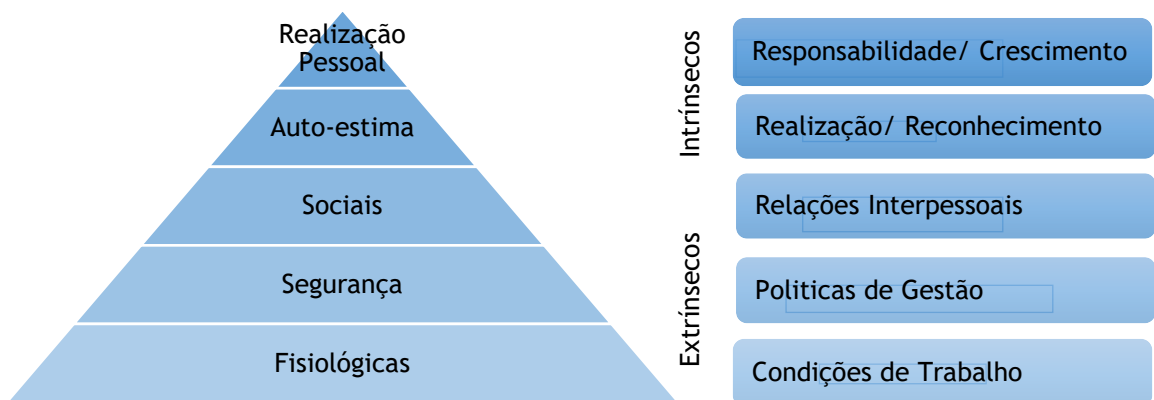 Realização
Pessoal
Auto-estima
Sociais
Segurança
Fisiológicas
Intrínsecos
Extrínsecos
Responsabilidade/ Crescimento
Realização/ Reconhecimento
Relações Interpessoais
Politicas de Gestão
Condições de Trabalho